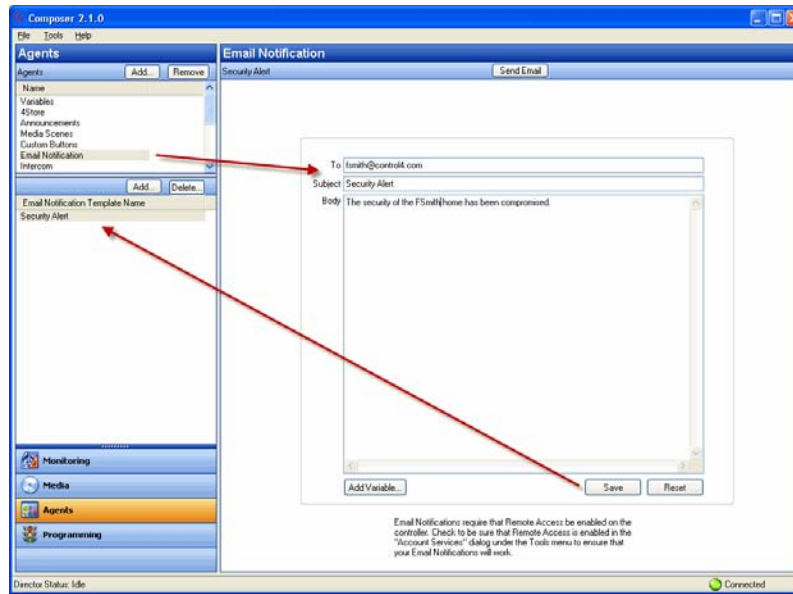 Composer 2.1.0
File Tools Help
Agents
Agents Add... Remove
Name
Variables
4Store
Announcements
Media Scenes
Custom Buttons
Email Notification
Intercom
Add... Delete...
Email Notification Template Name
Security Alert
Monitoring
Media
Agents
Programming
Email Notification
Security Alert Send Email
To fsmith@control4.com
Subject Security Alert
Body The security of the FSmith home has been compromised.
Add Variable... Save Reset
Email Notifications require that Remote Access be enabled on the
controller. Check to be sure that Remote Access is enabled in the
"Account Services" dialog under the Tools menu to ensure that
your Email Notifications will work.
Director Status: Idle Connected